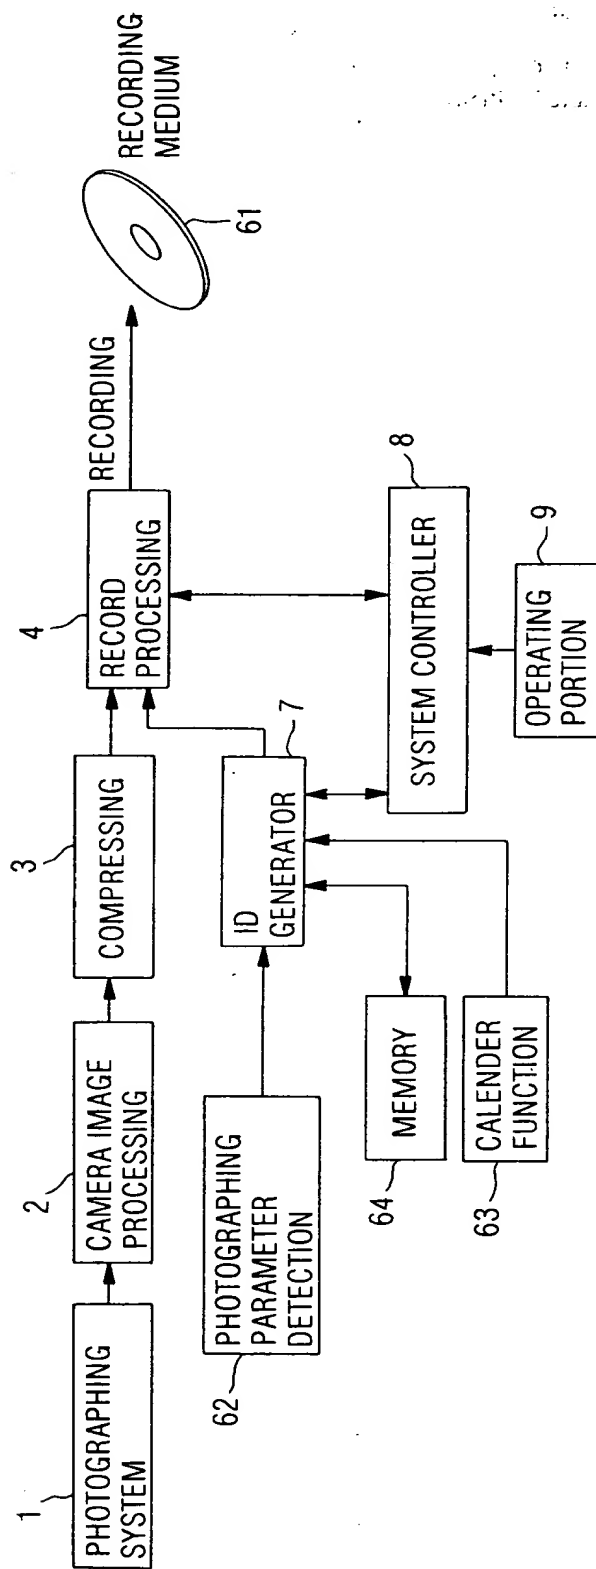 1
PHOTOGRAPHING
SYSTEM
2
CAMERA IMAGE
PROCESSING
3
COMPRESSING
4
RECORD
PROCESSING
RECORDING
RECORDING
MEDIUM
61
62
PHOTOGRAPHING
PARAMETER
DETECTION
7
ID
GENERATOR
64
MEMORY
63
CALENDER
FUNCTION
8
SYSTEM CONTROLLER
9
OPERATING
PORTION